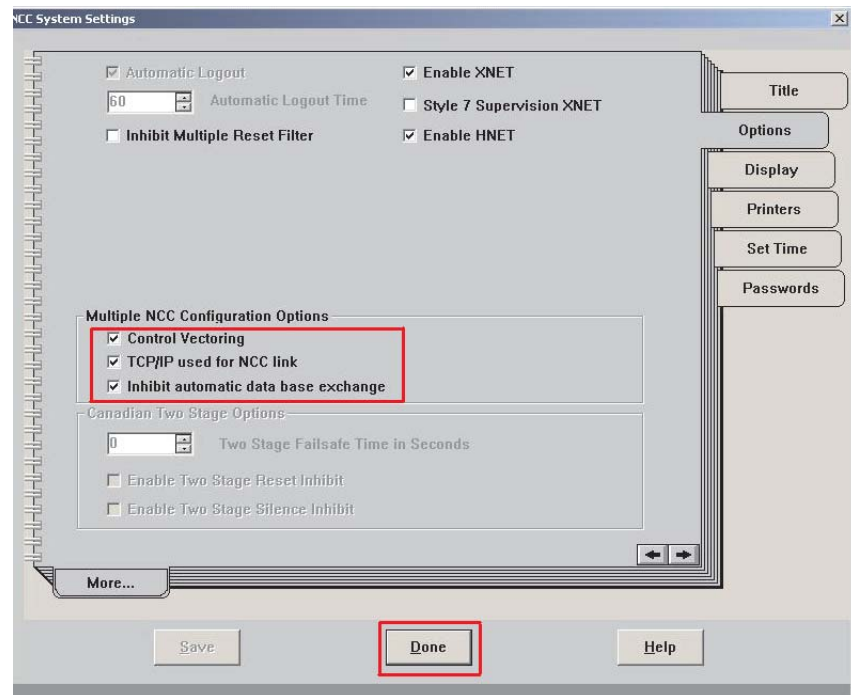 NCC System Settings
Automatic Logout
60 Automatic Logout Time
Inhibit Multiple Reset Filter
Enable XNET
Style 7 Supervision XNET
Enable HNET
Title
Options
Display
Printers
Set Time
Passwords
Multiple NCC Configuration Options
Control Vectoring
TCP/IP used for NCC link
Inhibit automatic data base exchange
Canadian Two Stage Options
0 Two Stage Failsafe Time in Seconds
Enable Two Stage Reset Inhibit
Enable Two Stage Silence Inhibit
More...
Save
Done
Help